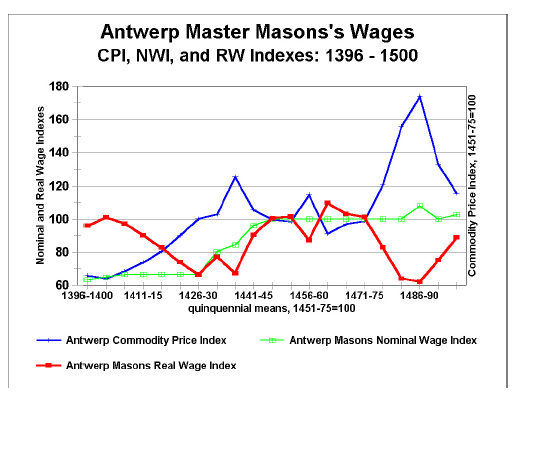 Antwerp Master Masons's Wages
CPI, NWI, and RW Indexes: 1396 - 1500
Nominal and Real Wage Indexes
180
160
140
120
100
80
60
Commodity Price Index, 1451-75=100
1396-1400 1411-15 1426-30 1441-45 1456-60 1471-75 1486-90
quinquennial means, 1451-75=100
Antwerp Commodity Price Index
Antwerp Masons Nominal Wage Index
Antwerp Masons Real Wage Index